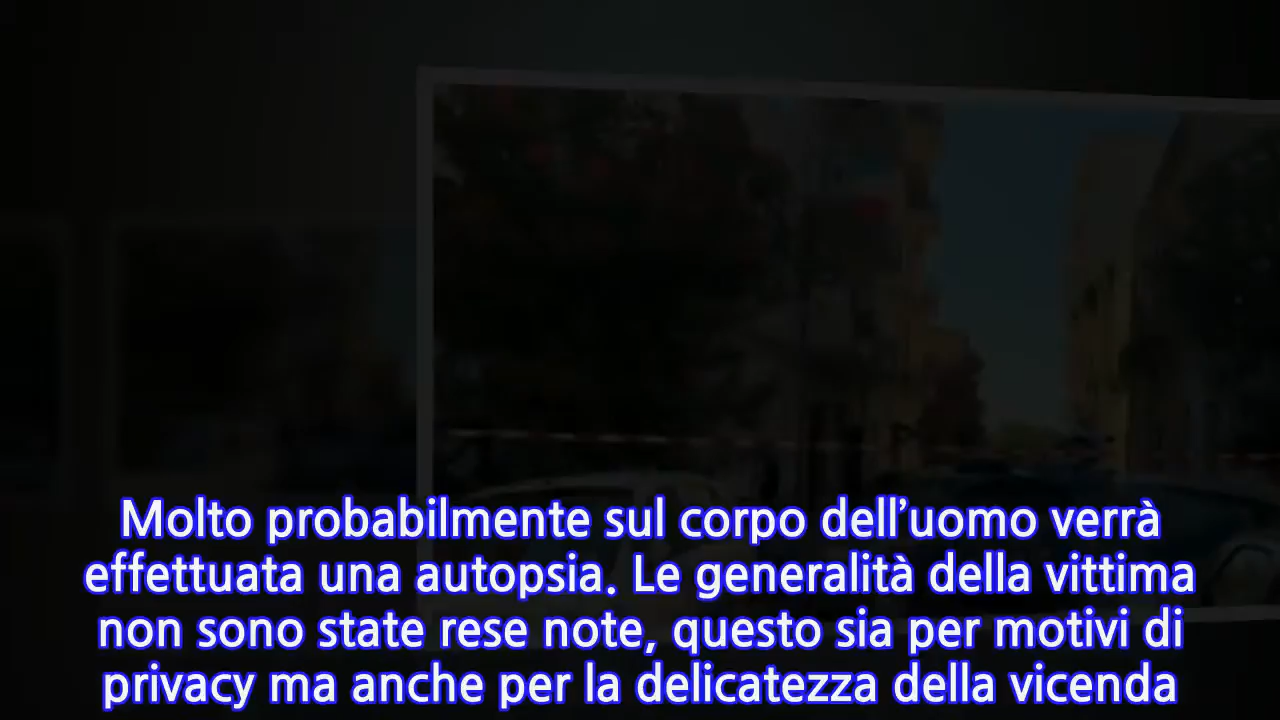 Molto probabilmente sul corpo dell’uomo verrà
effettuata una autopsia. Le generalità della vittima
non sono state rese note, questo sia per motivi di
privacy ma anche per la delicatezza della vicenda